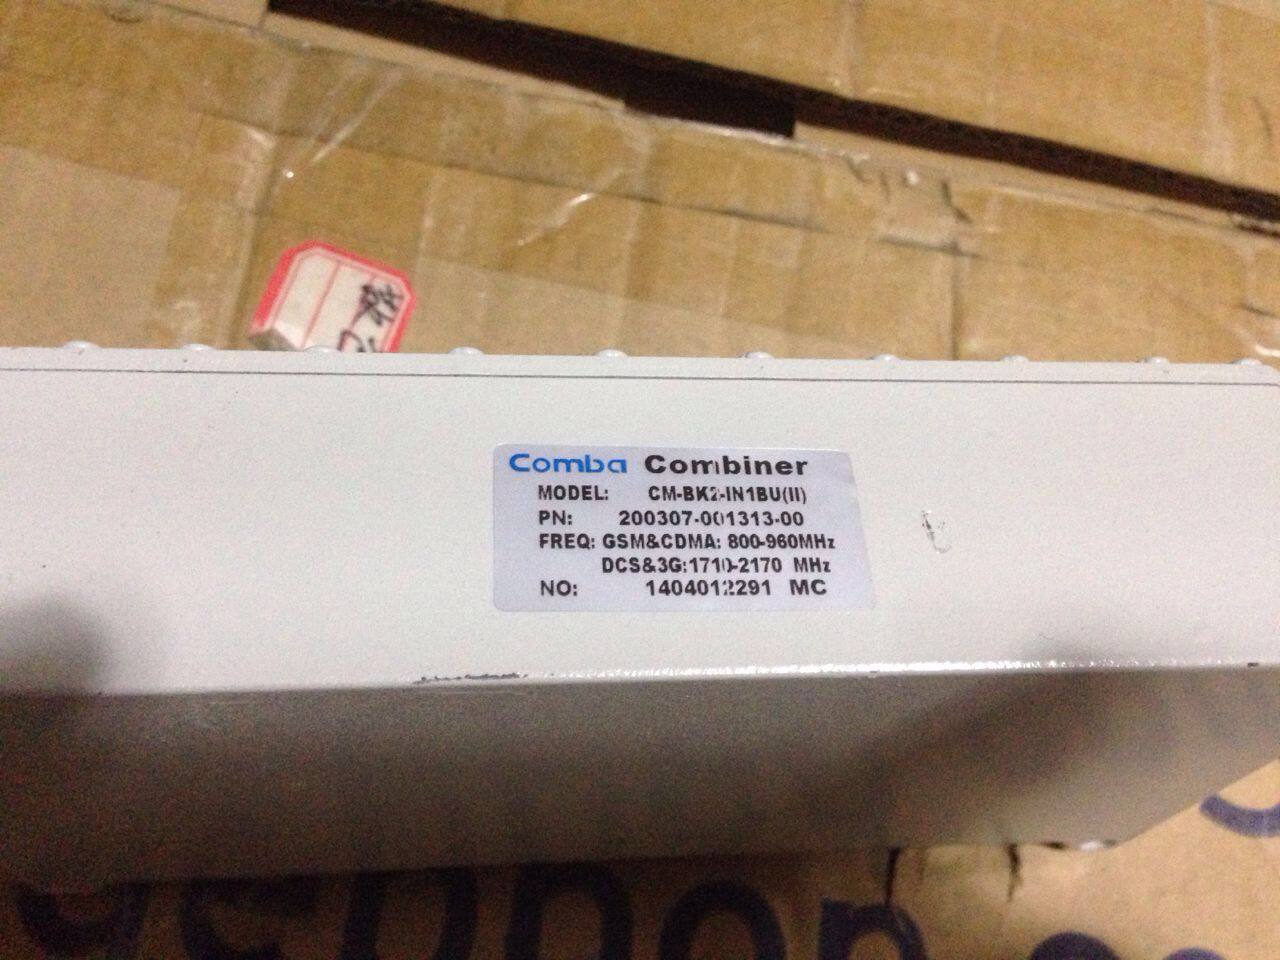 Comba Combiner
MODEL: CM-BK2-IN1BU(II)
PN: 200307-001313-00
FREQ: GSM&CDMA: 800-960MHz
DCS&3G:1710-2170 MHz
NO: 1404012291 MC